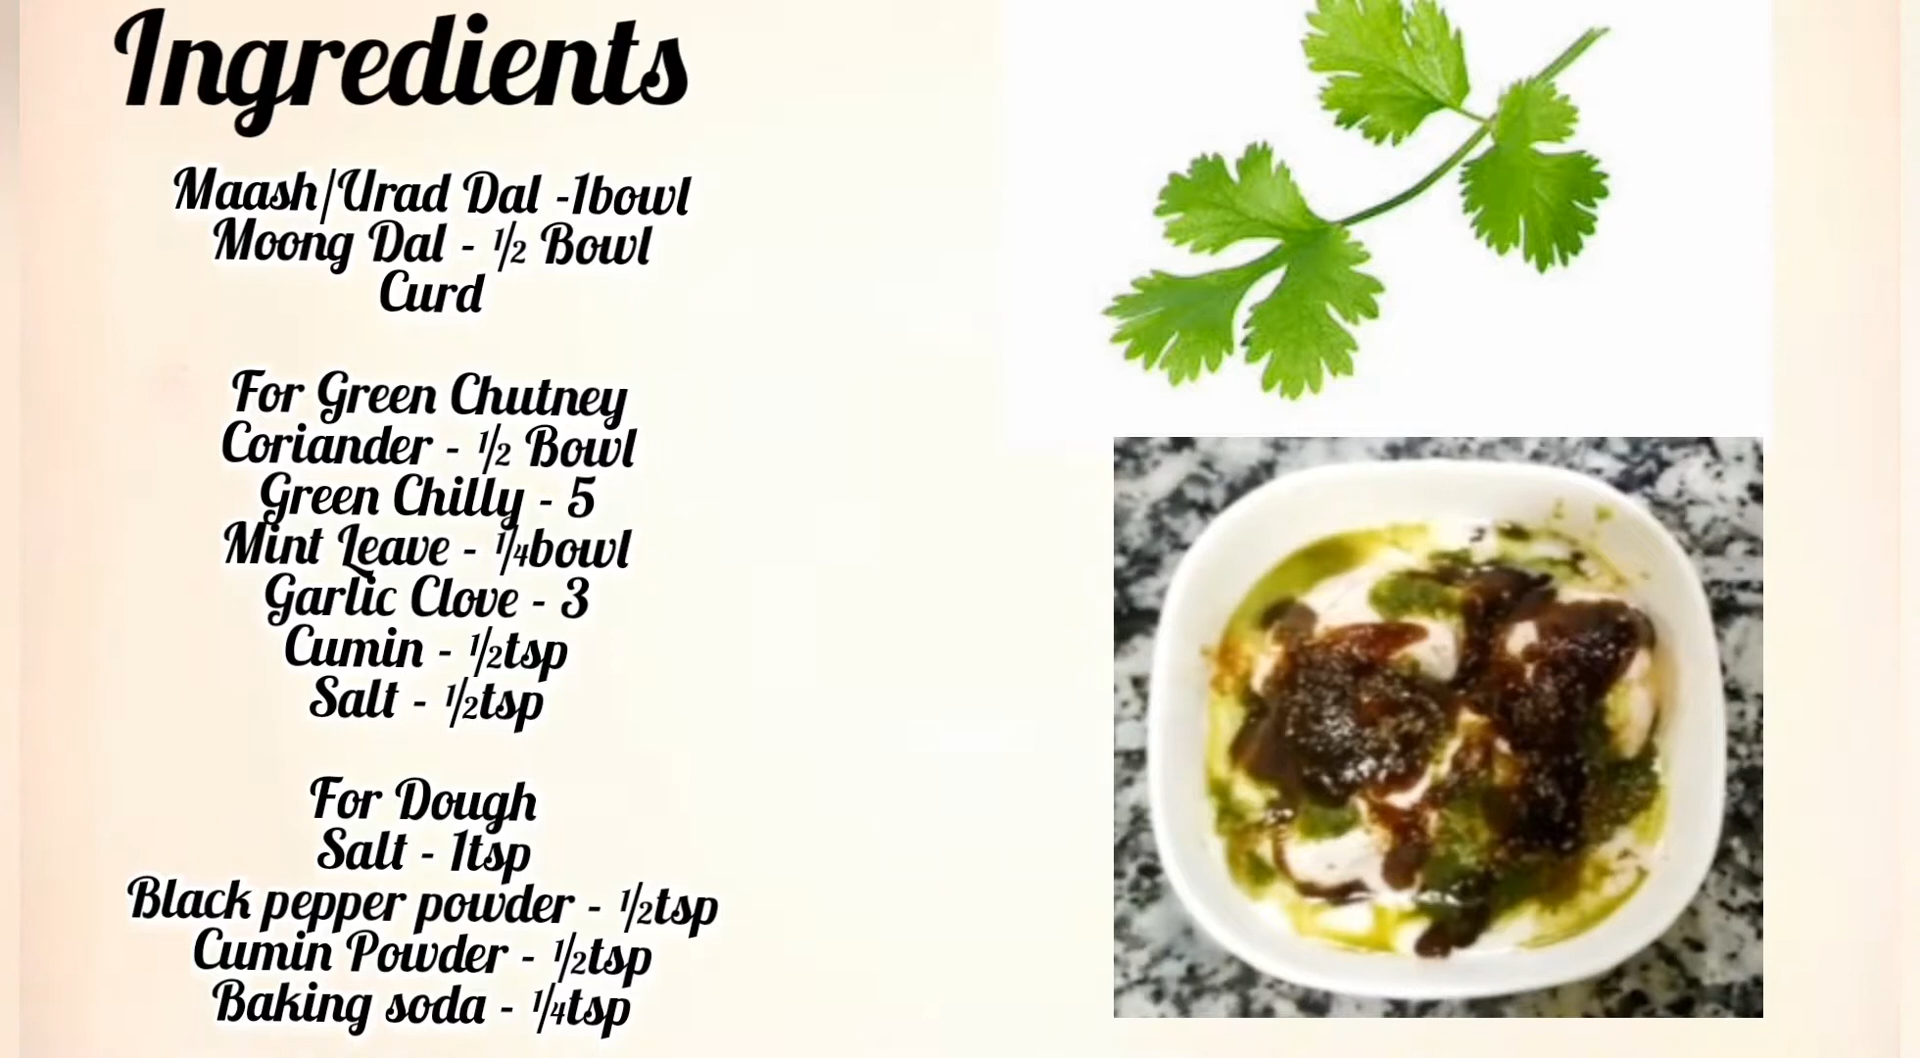 Ingredients
Maash/Urad Dal -1bowl
Moong Dal - ½ Bowl
Curd
For Green Chutney
Coriander - ½ Bowl
Green Chilly - 5
Mint Leave - ¼bowl
Garlic Clove - 3
Cumin - ½tsp
Salt - ½tsp
For Dough
Salt - 1tsp
Black pepper powder - ½tsp
Cumin Powder - ½tsp
Baking soda - ¼tsp